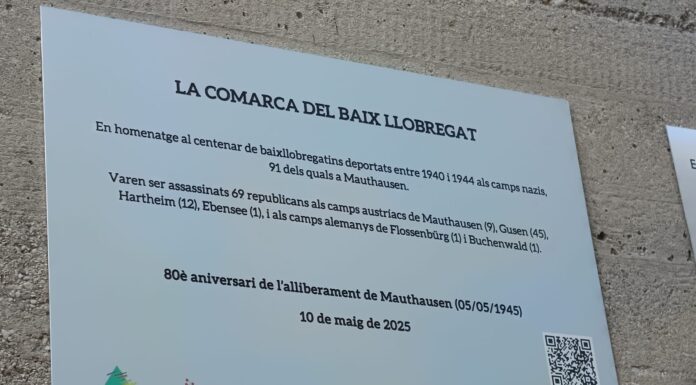 LA COMARCA DEL BAIX LLOBREGAT
En homenatge al centenar de baixllobregatins deportats entre 1940 i 1944 als camps nazis,
91 dels quals a Mauthausen.
Varen ser assassinats 69 republicans als camps austríacs de Mauthausen (9), Gusen (45),
Hartheim (12), Ebensee (1), i als camps alemanys de Flossenbürg (1) i Buchenwald (1).
80è aniversari de l'alliberament de Mauthausen (05/05/1945)
10 de maig de 2025
E